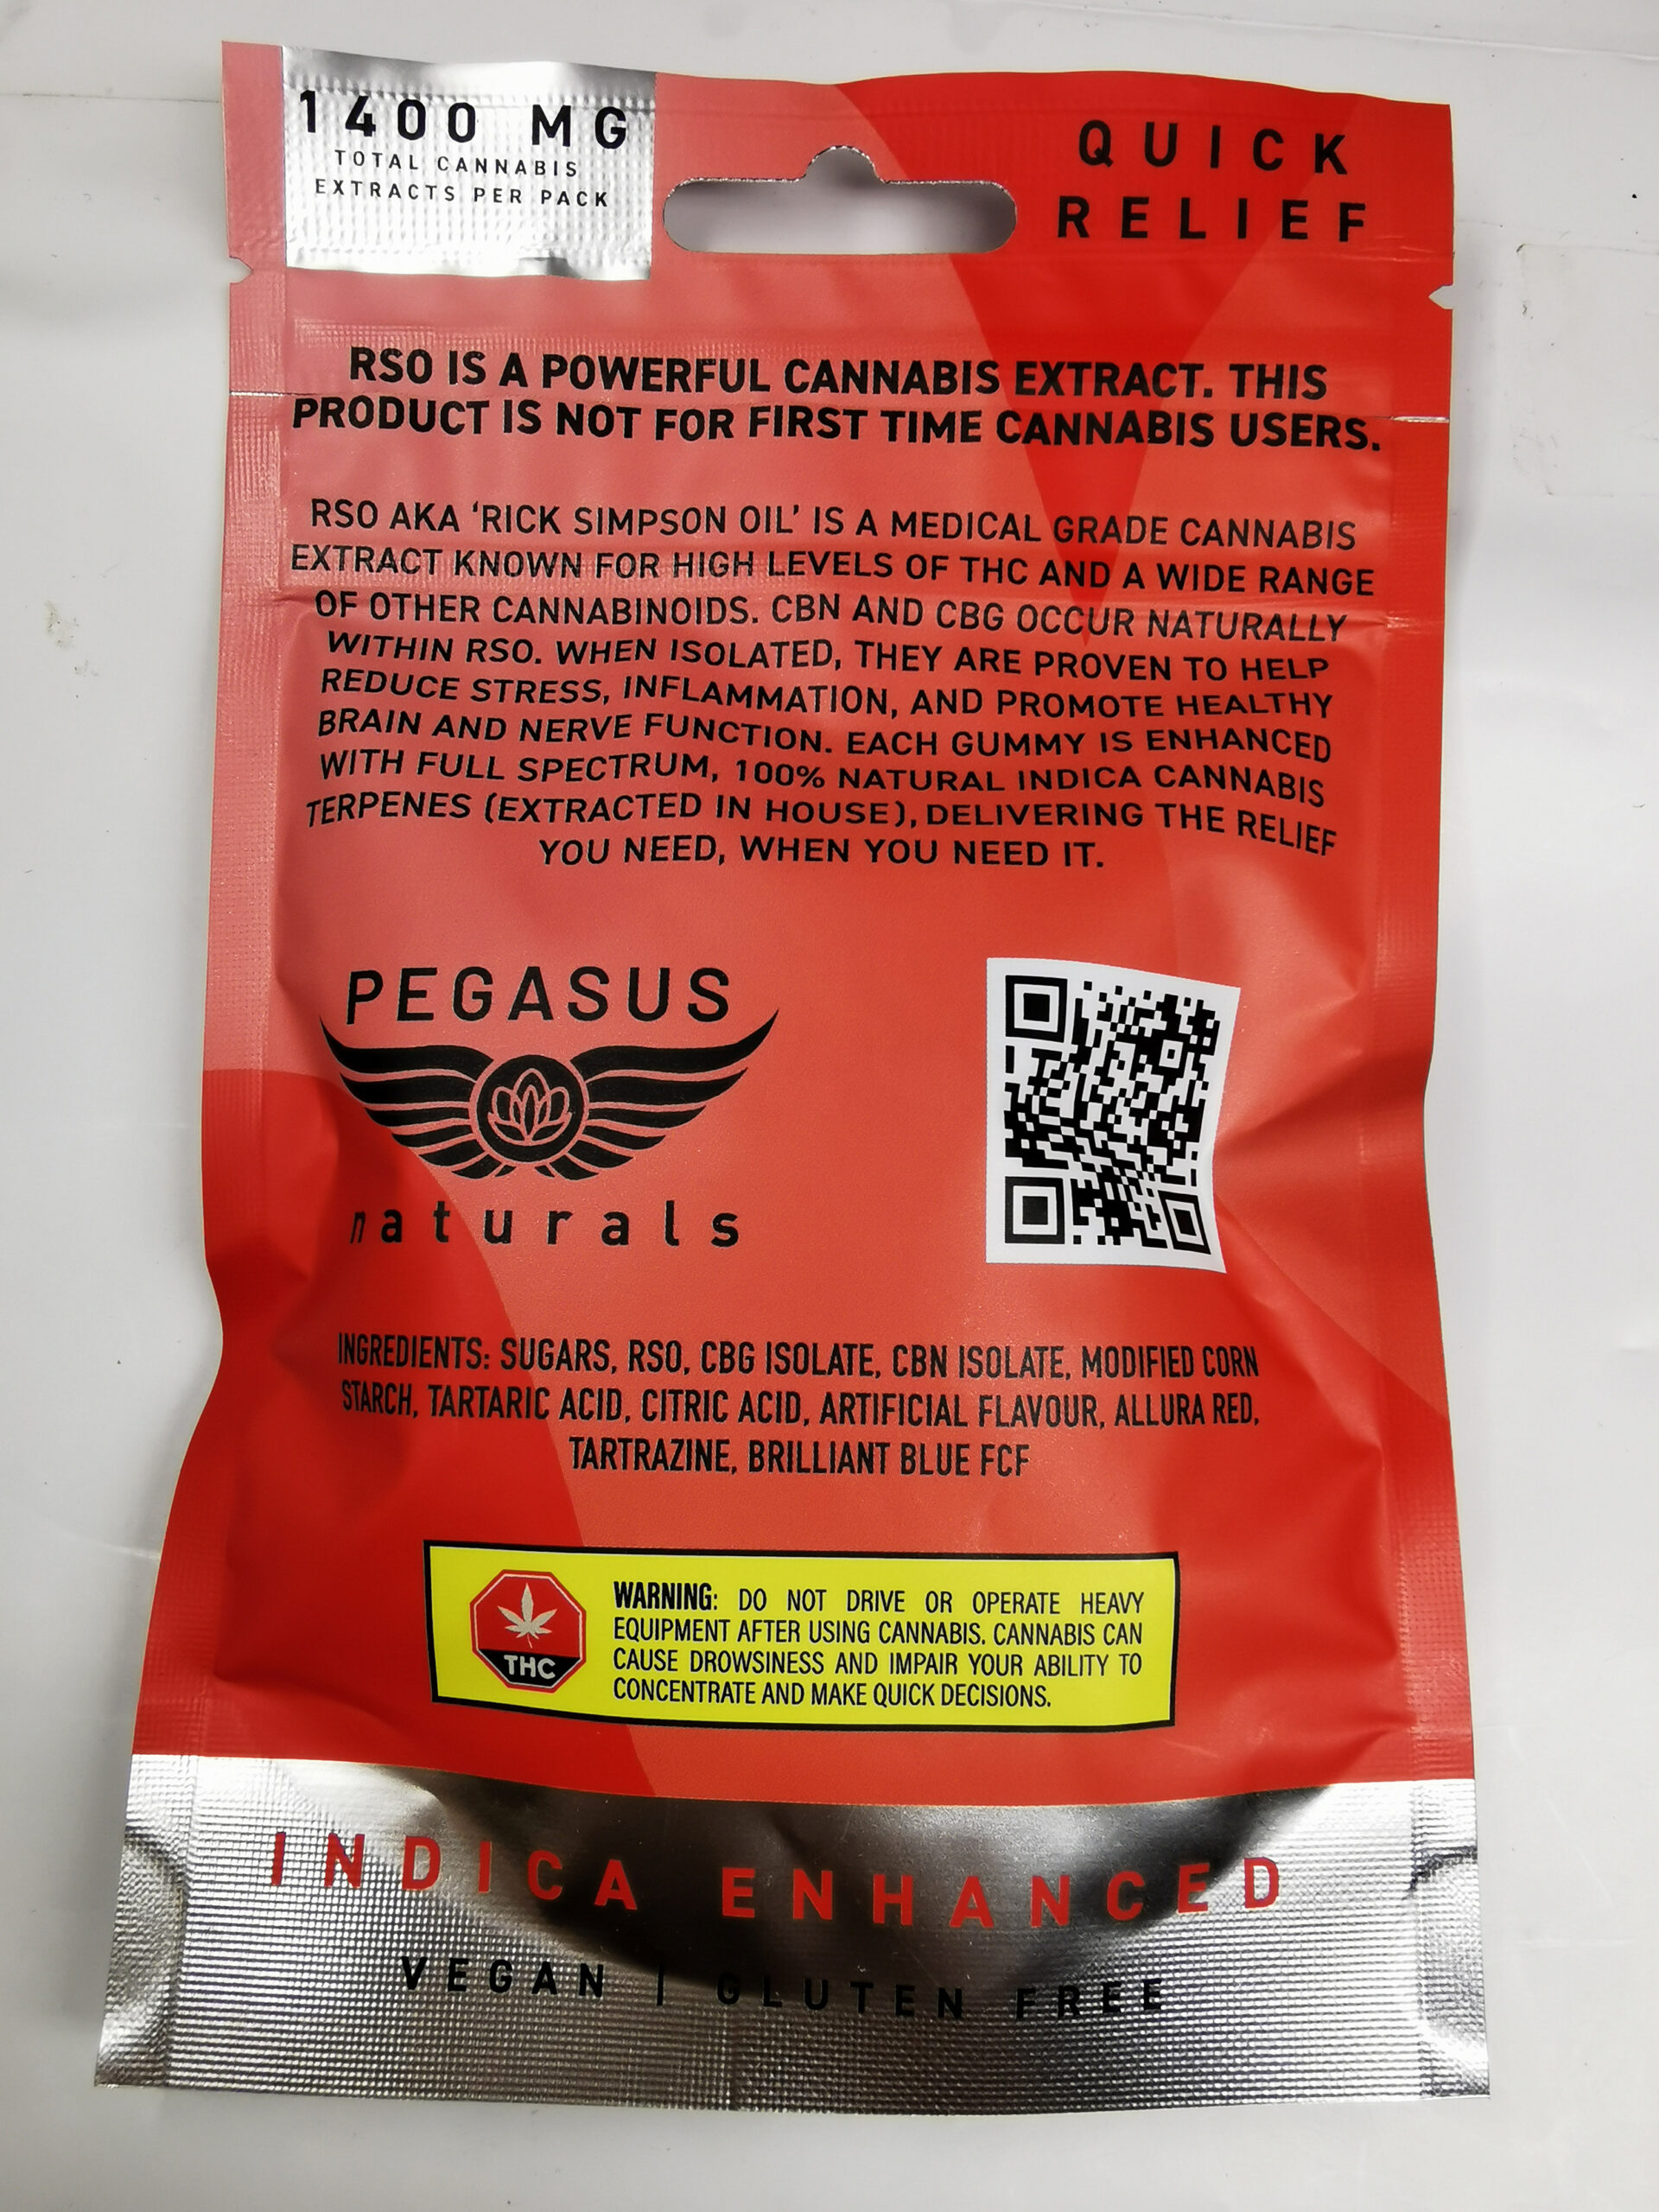 1400 MG
TOTAL CANNABIS
EXTRACTS PER PACK
QUICK
RELIEF
RSO IS A POWERFUL CANNABIS EXTRACT. THIS
PRODUCT IS NOT FOR FIRST TIME CANNABIS USERS.
RSO AKA ‘RICK SIMPSON OIL’ IS A MEDICAL GRADE CANNABIS
EXTRACT KNOWN FOR HIGH LEVELS OF THC AND A WIDE RANGE
OF OTHER CANNABINOIDS. CBN AND CBG OCCUR NATURALLY
WITHIN RSO. WHEN ISOLATED, THEY ARE PROVEN TO HELP
REDUCE STRESS, INFLAMMATION, AND PROMOTE HEALTHY
BRAIN AND NERVE FUNCTION. EACH GUMMY IS ENHANCED
WITH FULL SPECTRUM, 100% NATURAL INDICA CANNABIS
TERPENES (EXTRACTED IN HOUSE), DELIVERING THE RELIEF
YOU NEED, WHEN YOU NEED IT.
PEGASUS
naturals
INGREDIENTS: SUGARS, RSO, CBG ISOLATE, CBN ISOLATE, MODIFIED CORN
STARCH, TARTARIC ACID, CITRIC ACID, ARTIFICIAL FLAVOUR, ALLURA RED,
TARTRAZINE, BRILLIANT BLUE FCF
THC
WARNING: DO NOT DRIVE OR OPERATE HEAVY
EQUIPMENT AFTER USING CANNABIS. CANNABIS CAN
CAUSE DROWSINESS AND IMPAIR YOUR ABILITY TO
CONCENTRATE AND MAKE QUICK DECISIONS.
INDICA ENHANCED
VEGAN | GLUTEN FREE